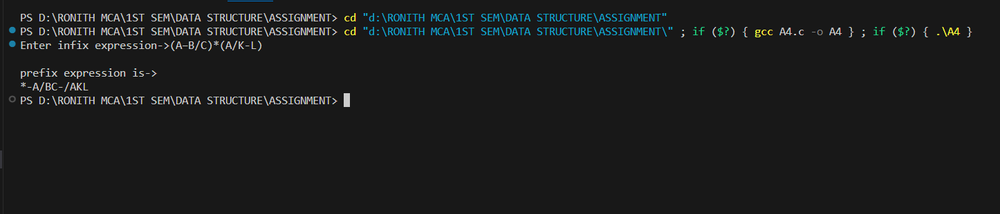 PS D:\RONITH MCA\1ST SEM\DATA STRUCTURE\ASSIGNMENT> cd "d:\RONITH MCA\1ST SEM\DATA STRUCTURE\ASSIGNMENT"
PS D:\RONITH MCA\1ST SEM\DATA STRUCTURE\ASSIGNMENT> cd "d:\RONITH MCA\1ST SEM\DATA STRUCTURE\ASSIGNMENT\" ; if ($?) { gcc A4.c -o A4 } ; if ($?) { .\A4 }
Enter infix expression->(A–B/C)*(A/K-L)
prefix expression is->
*-A/BC-/AKL
PS D:\RONITH MCA\1ST SEM\DATA STRUCTURE\ASSIGNMENT>